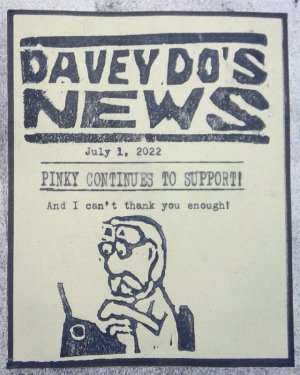 DAVEY DO'S
NEWS
July 1, 2022
PINKY CONTINUES TO SUPPORT!
And I can't thank you enough!